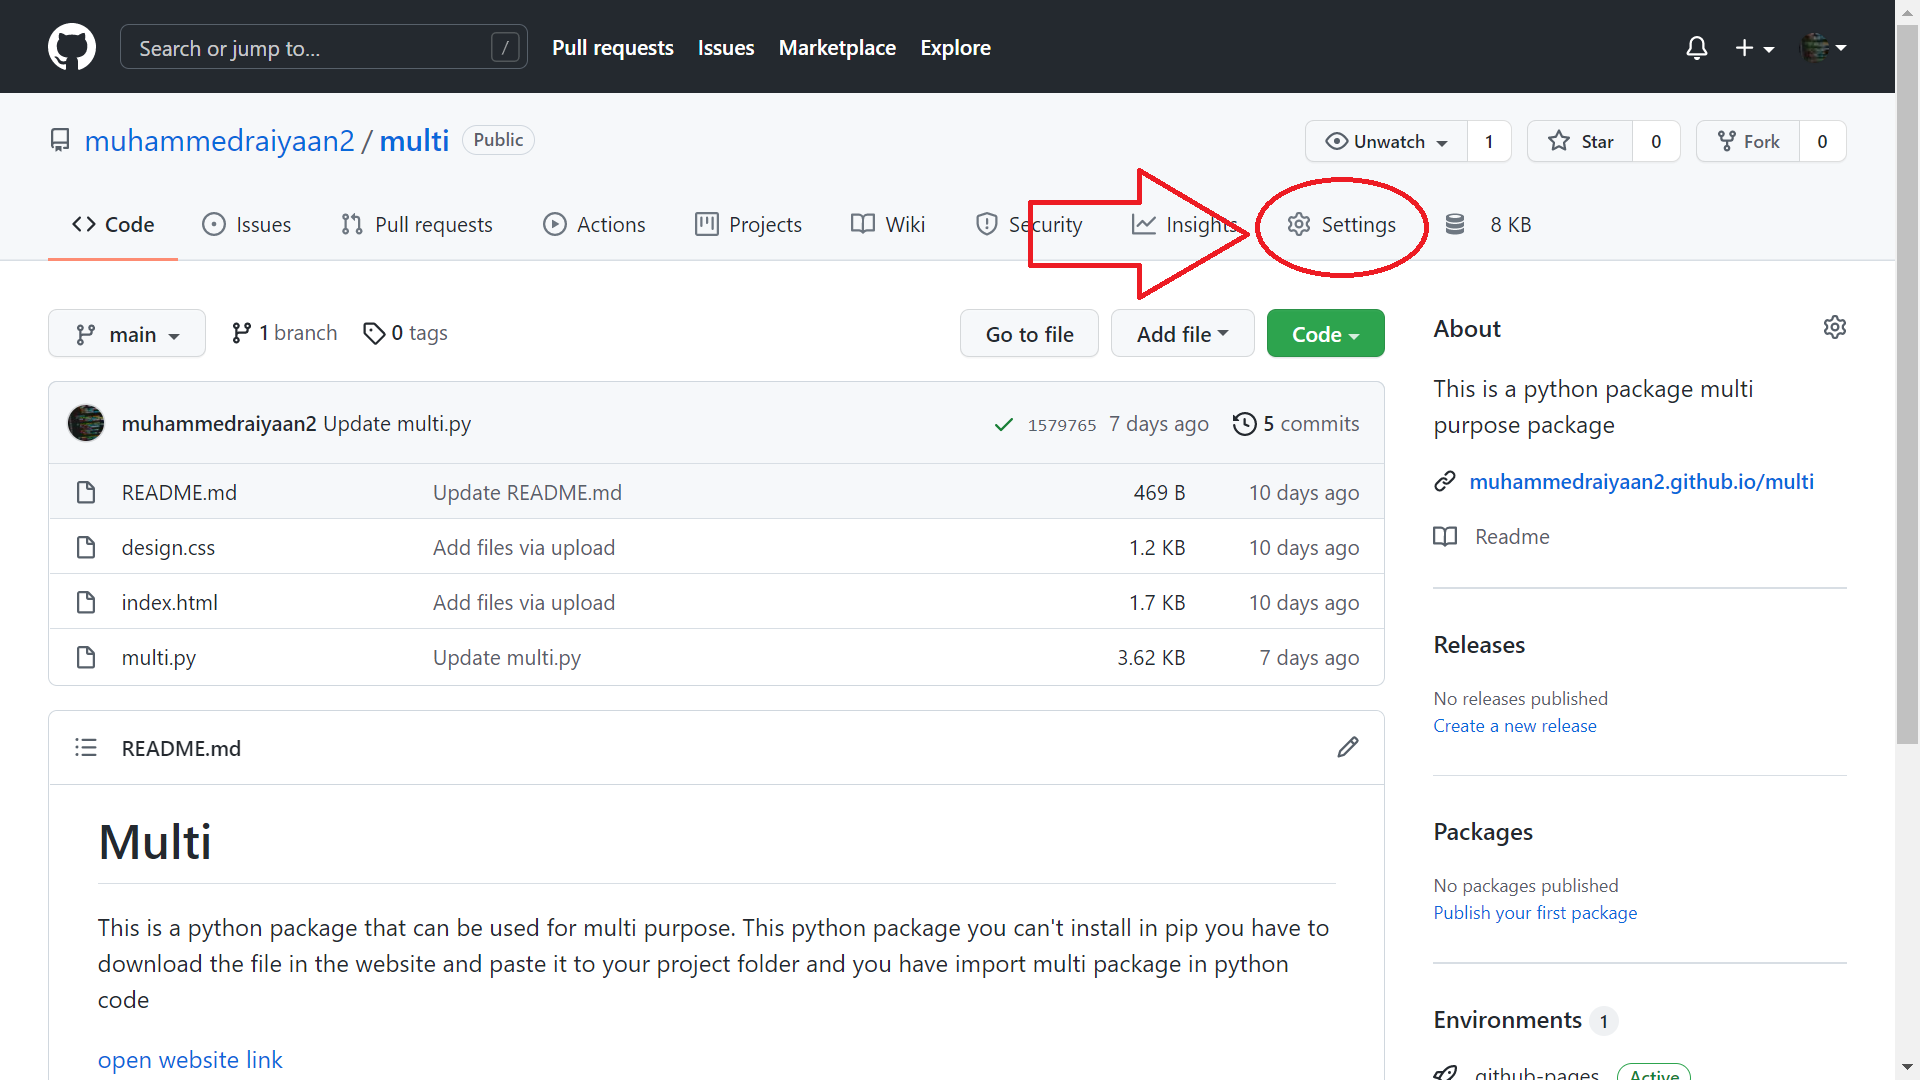 Search or jump to... /
Pull requests Issues Marketplace Explore
muhammedraiyaan2 / multi Public
Unwatch 1 Star 0 Fork 0
Code Issues Pull requests Actions Projects Wiki Security Insights Settings 8 KB
main 1 branch 0 tags Go to file Add file Code
muhammedraiyaan2 Update multi.py 1579765 7 days ago 5 commits
README.md Update README.md 469 B 10 days ago
design.css Add files via upload 1.2 KB 10 days ago
index.html Add files via upload 1.7 KB 10 days ago
multi.py Update multi.py 3.62 KB 7 days ago
README.md
Multi
This is a python package that can be used for multi purpose. This python package you can't install in pip you have to
download the file in the website and paste it to your project folder and you have import multi package in python
code
open website link
About
This is a python package multi
purpose package
muhammedraiyaan2.github.io/multi
Readme
Releases
No releases published
Create a new release
Packages
No packages published
Publish your first package
Environments 1
github-pages Active